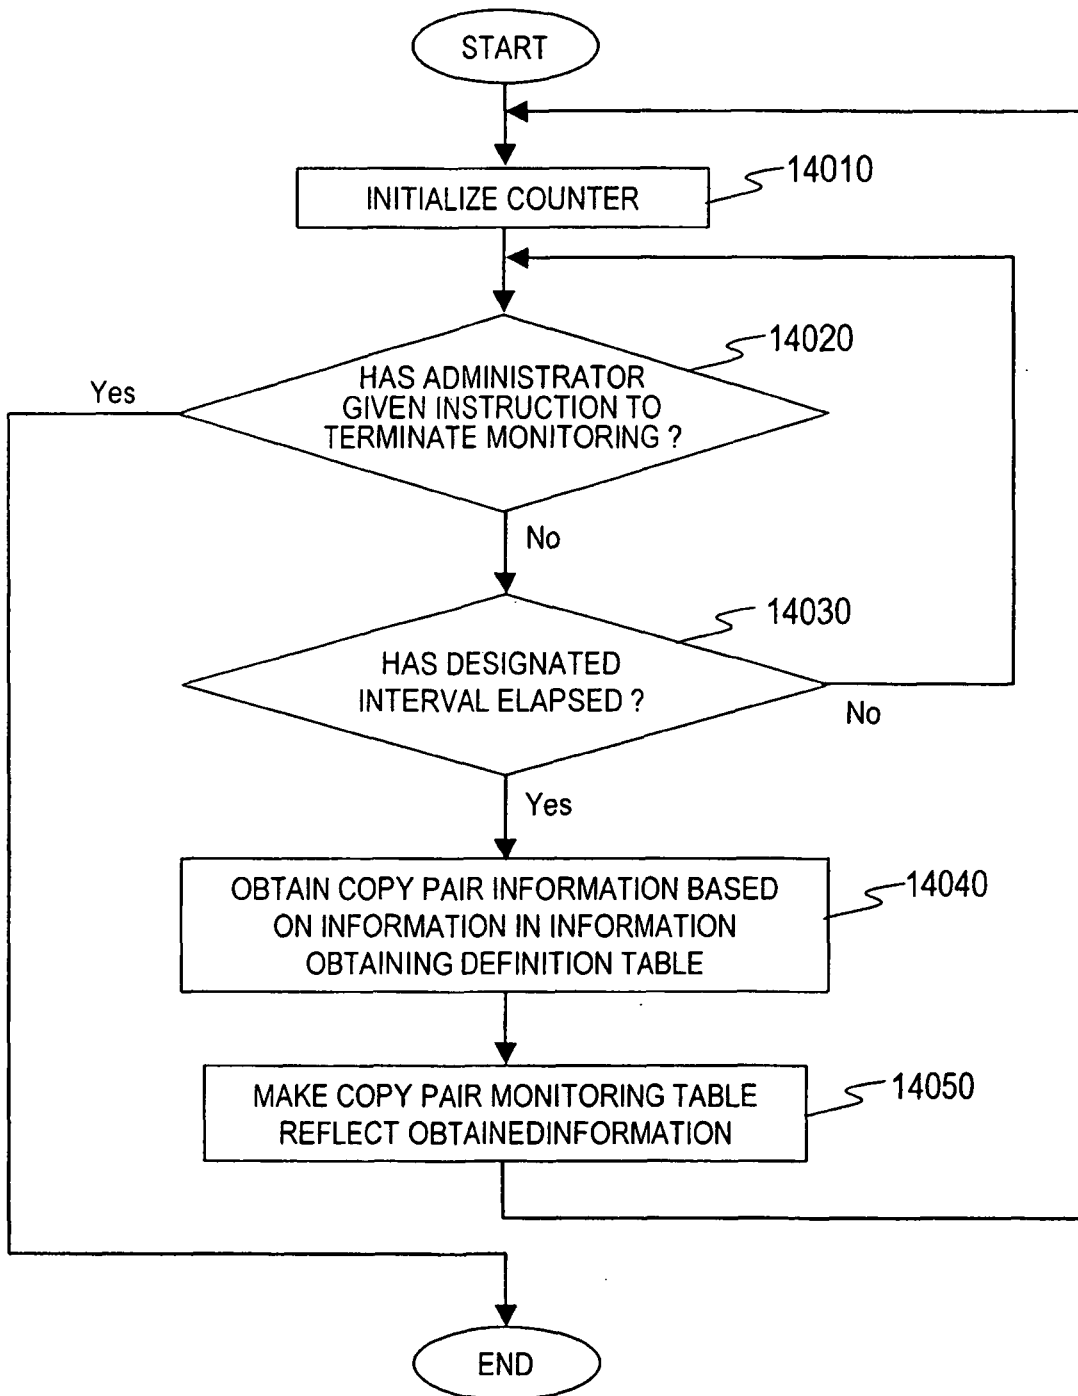 START
14010
INITIALIZE COUNTER
14020
Yes
HAS ADMINISTRATOR
GIVEN INSTRUCTION TO
TERMINATE MONITORING ?
No
14030
HAS DESIGNATED
INTERVAL ELAPSED ?
No
Yes
OBTAIN COPY PAIR INFORMATION BASED
ON INFORMATION IN INFORMATION
OBTAINING DEFINITION TABLE
14040
MAKE COPY PAIR MONITORING TABLE
REFLECT OBTAINEDINFORMATION
14050
END